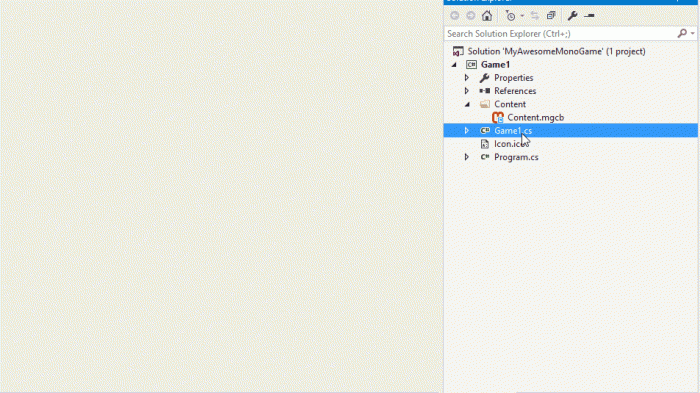 Search Solution Explorer (Ctrl+;)
Solution 'MyAwesomeMonoGame' (1 project)
Game1
Properties
References
Content
Content.mgcb
Game1.cs
Icon.ico
Program.cs